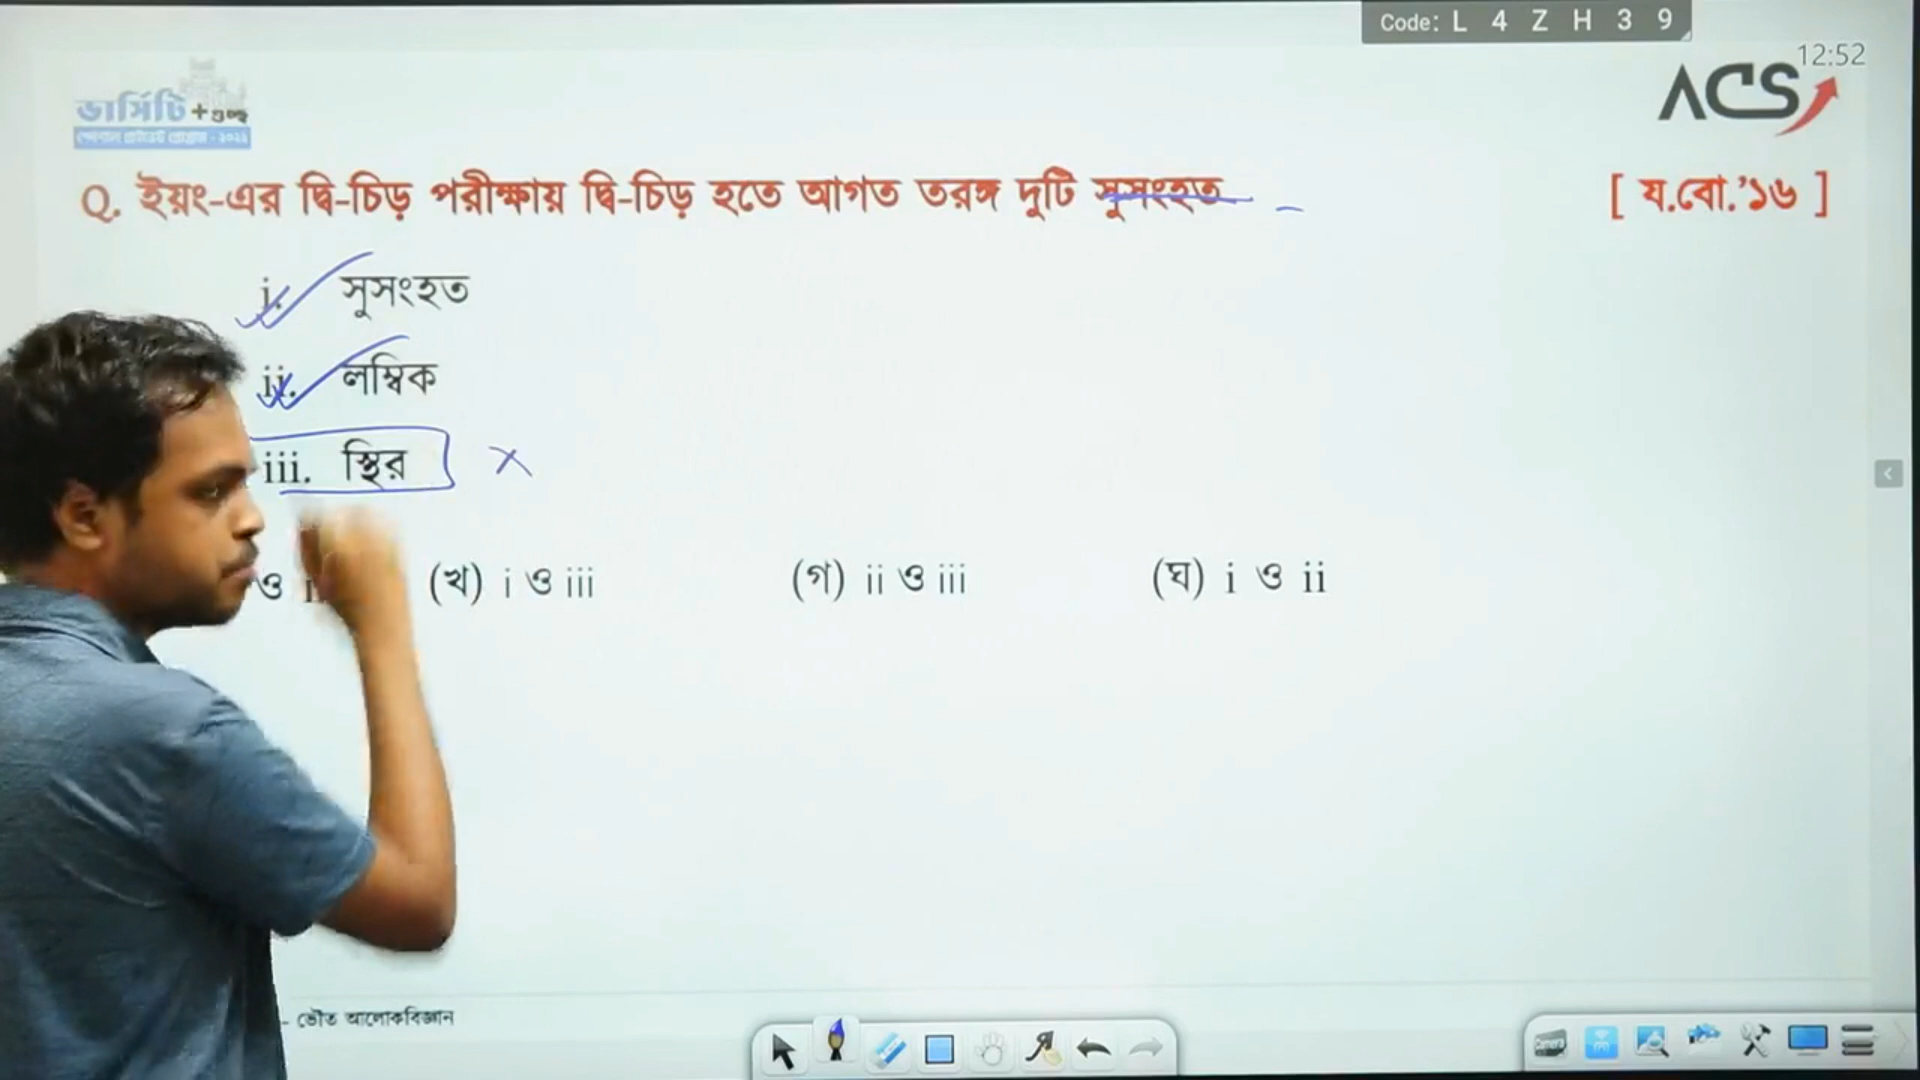 Code: L 4 Z H 3 9
12:52
ACS
ভার্সিটি +
Q. ইয়ং-এর দ্বি-চিড় পরীক্ষায় দ্বি-চিড় হতে আগত তরঙ্গ দুটি সুসংহত [ য.বো.'১৬ ]
i. সুসংহত
ii. লম্বিক
iii. স্থির
ও (খ) i ও iii (গ) ii ও iii (ঘ) i ও ii
- ভৌত আলোকবিজ্ঞান
Camera